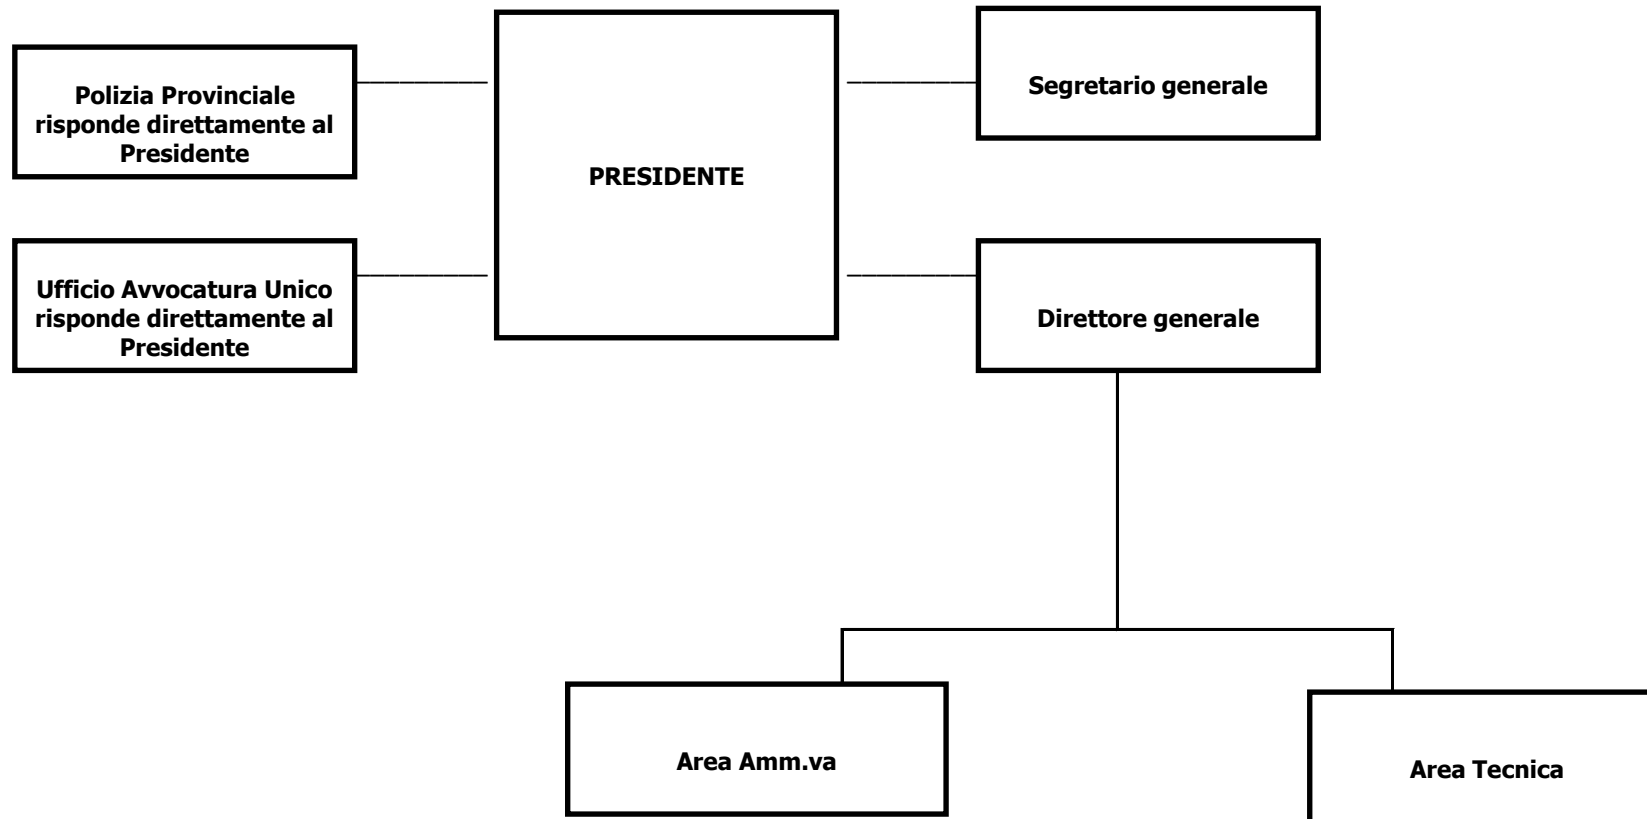 Polizia Provinciale
risponde direttamente al
Presidente
PRESIDENTE
Segretario generale
Ufficio Avvocatura Unico
risponde direttamente al
Presidente
Direttore generale
Area Amm.va
Area Tecnica